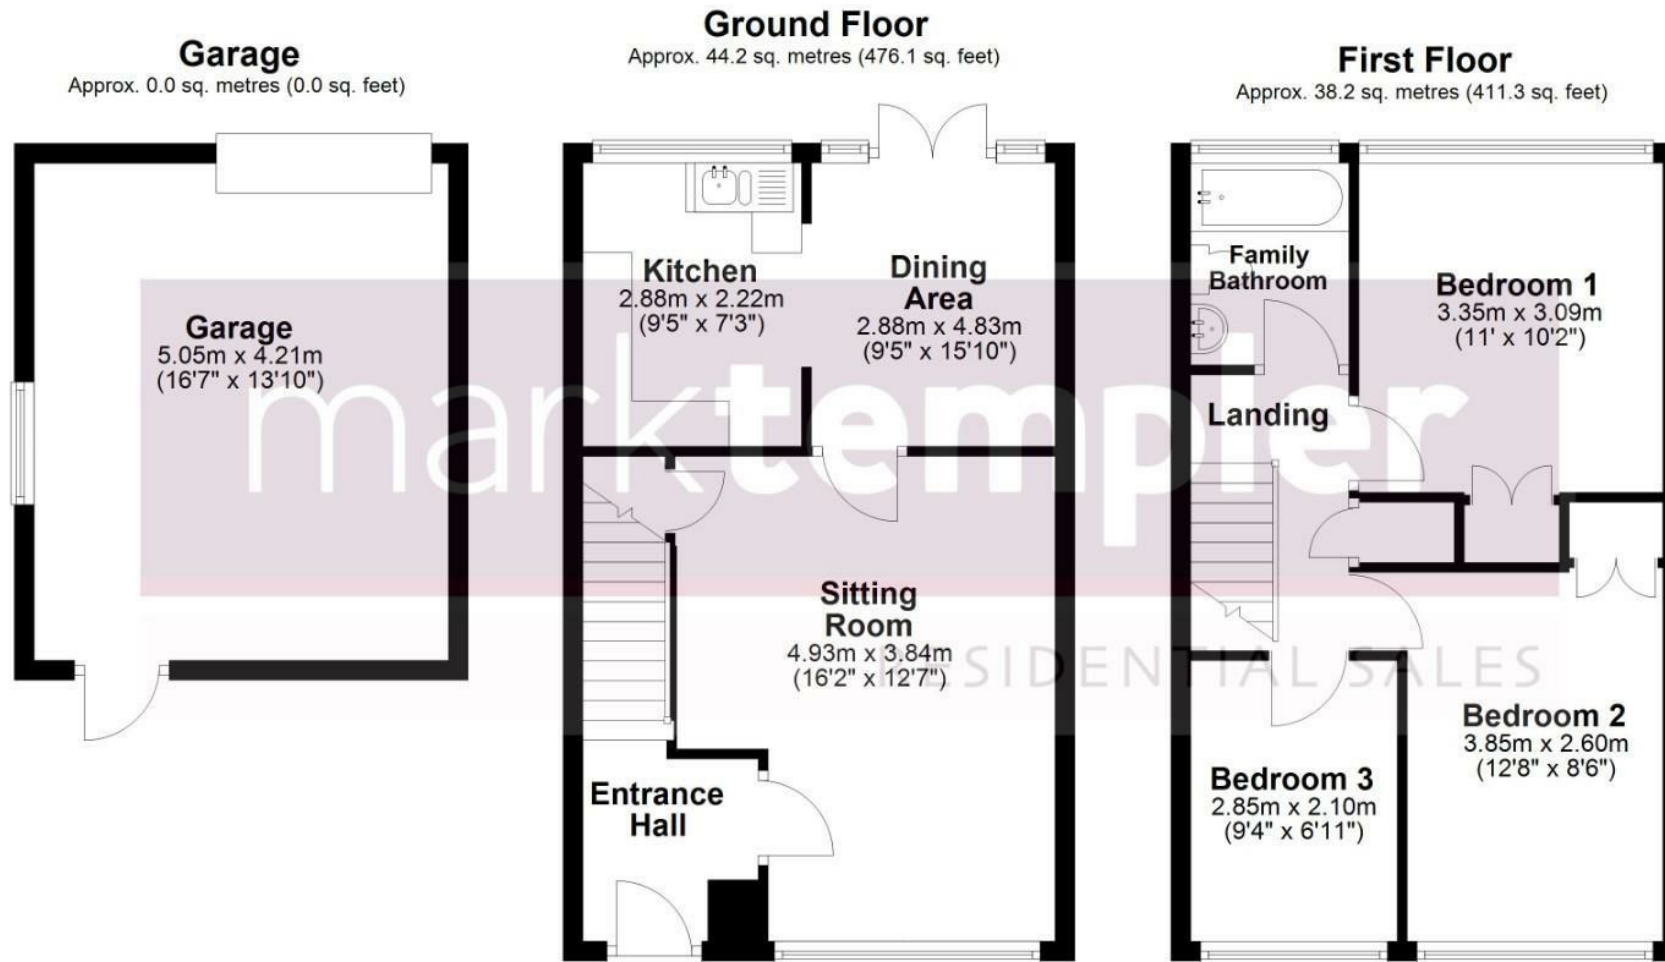 Garage
Approx. 0.0 sq. metres (0.0 sq. feet)
Garage
5.05m x 4.21m
(16'7" x 13'10")
Ground Floor
Approx. 44.2 sq. metres (476.1 sq. feet)
Kitchen
2.88m x 2.22m
(9'5" x 7'3")
Dining
Area
2.88m x 4.83m
(9'5" x 15'10")
Sitting
Room
4.93m x 3.84m
(16'2" x 12'7")
Entrance
Hall
First Floor
Approx. 38.2 sq. metres (411.3 sq. feet)
Family
Bathroom
Bedroom 1
3.35m x 3.09m
(11' x 10'2")
Landing
Bedroom 2
3.85m x 2.60m
(12'8" x 8'6")
Bedroom 3
2.85m x 2.10m
(9'4" x 6'11")
marktempler
RESIDENTIAL SALES